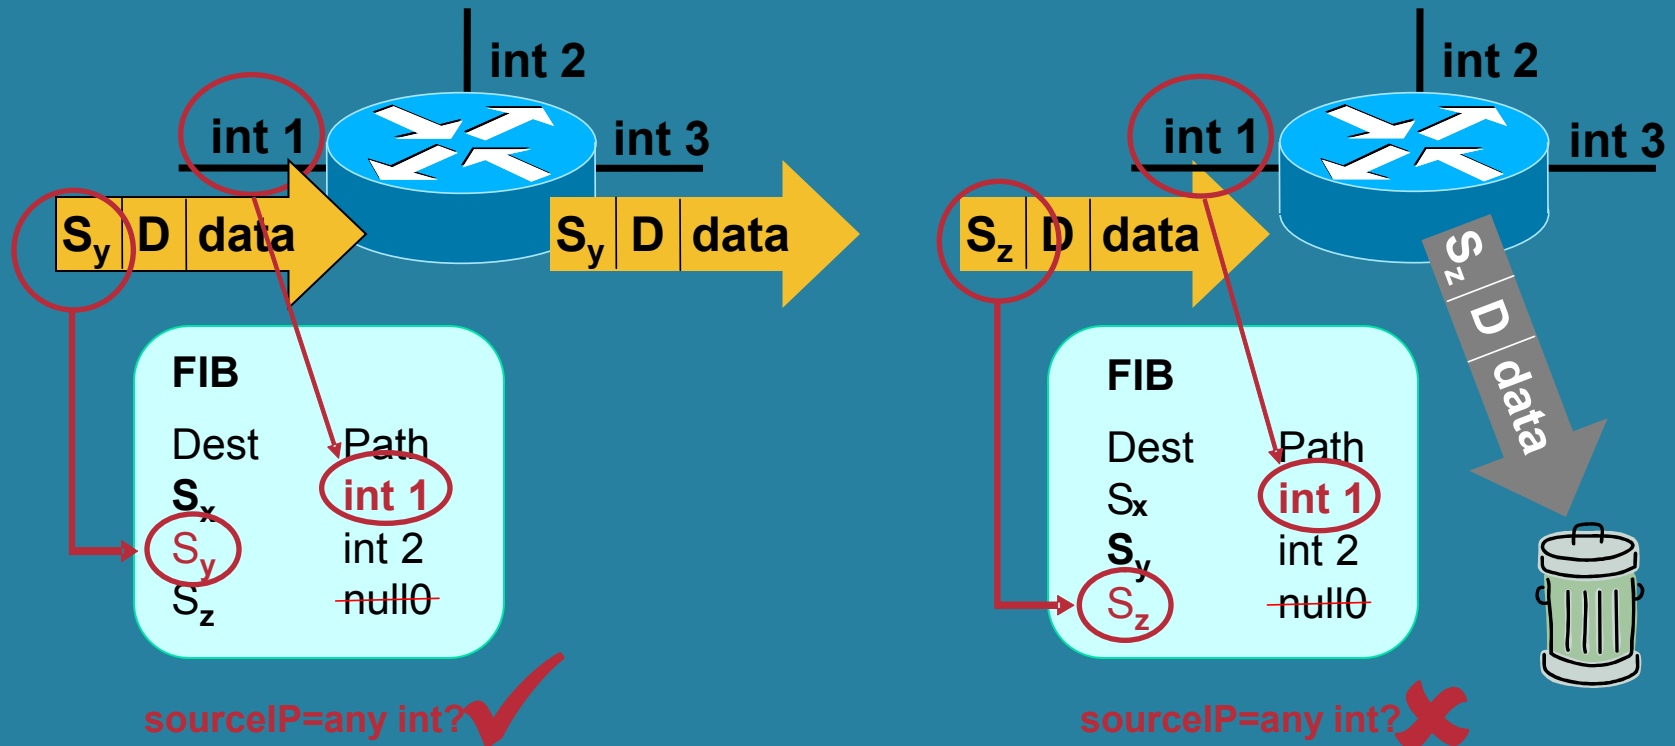 int 2
int 1
int 3
Sy D data
Sy D data
FIB
Dest Path
Sx int 1
Sy int 2
Sz null0
sourceIP=any int?
int 2
int 1
int 3
Sz D data
Sz D data
FIB
Dest Path
Sx int 1
Sy int 2
Sz null0
sourceIP=any int?